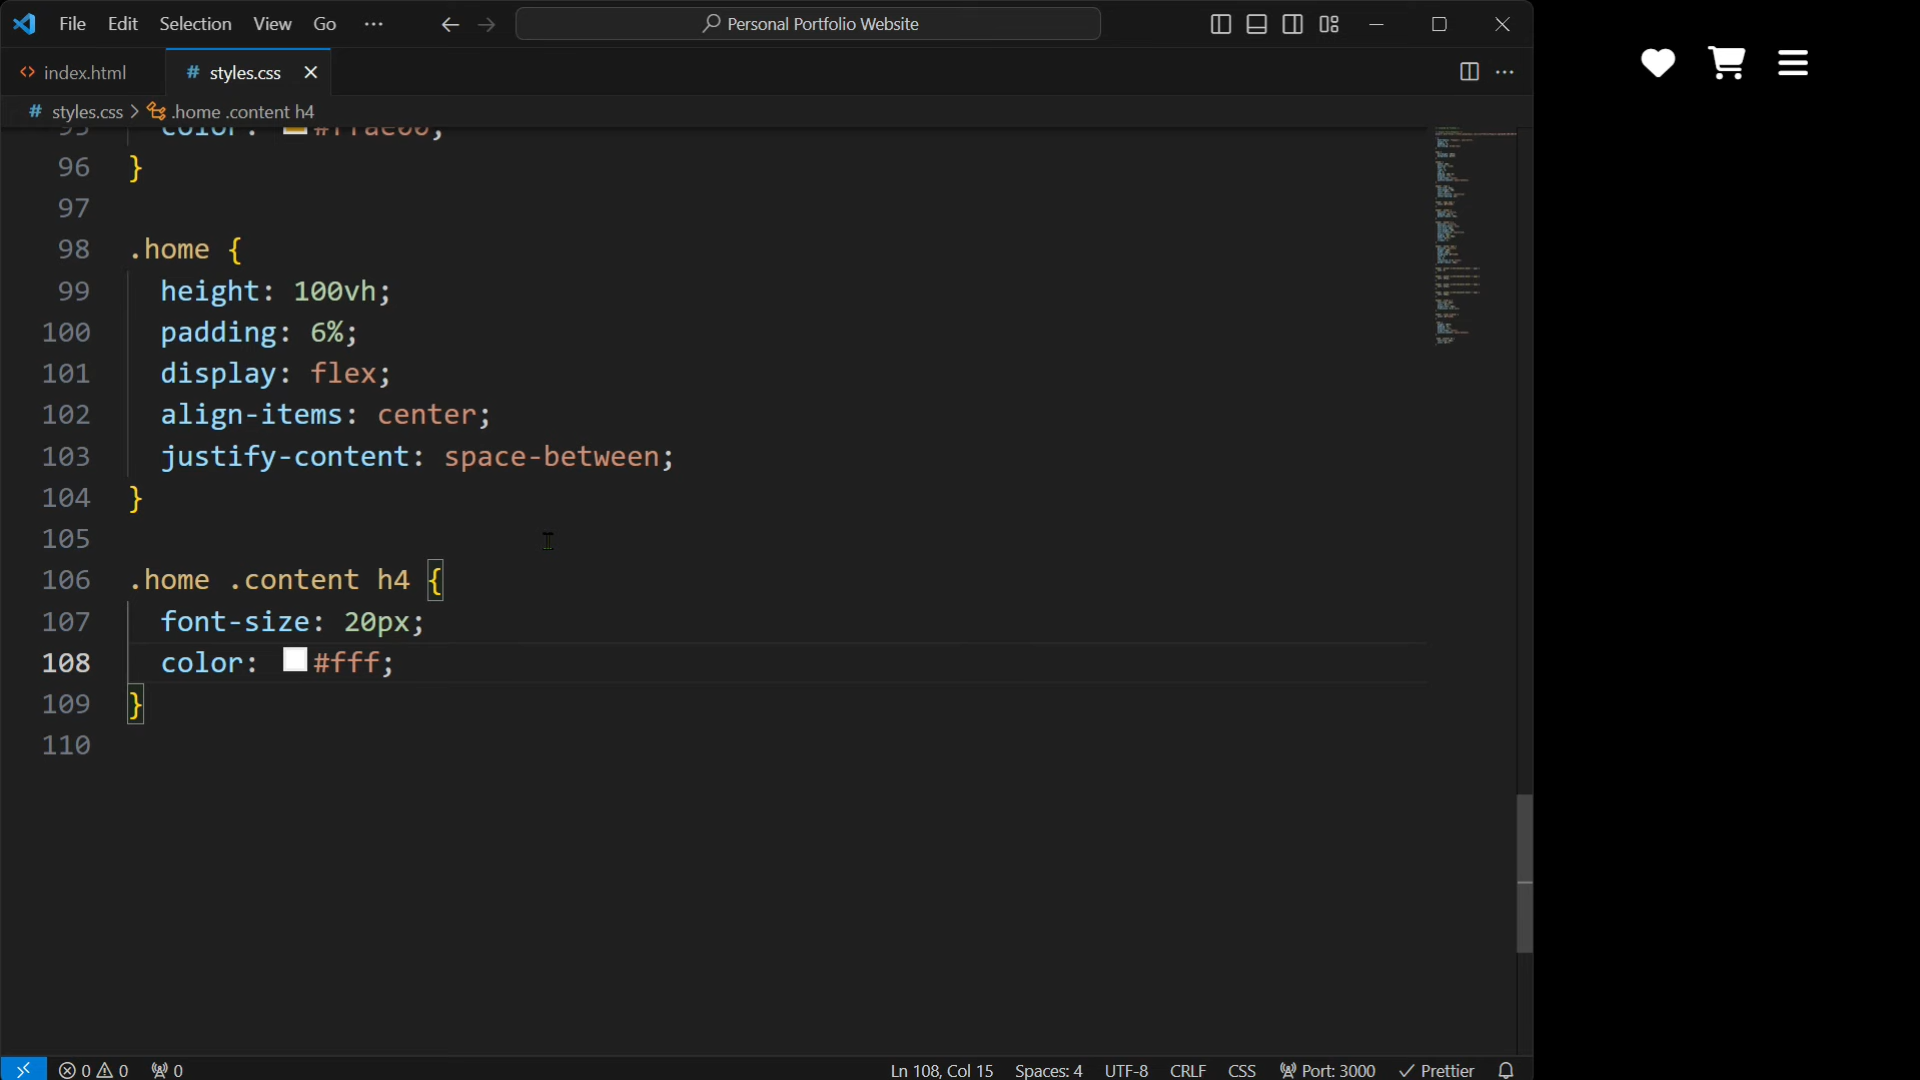 File Edit Selection View Go ··· Personal Portfolio Website
index.html # styles.css
# styles.css > .home .content h4
95 color: #ffae00;
96 }
97
98 .home {
99 height: 100vh;
100 padding: 6%;
101 display: flex;
102 align-items: center;
103 justify-content: space-between;
104 }
105
106 .home .content h4 {
107 font-size: 20px;
108 color: #fff;
109 }
110
0 0 0 Ln 108, Col 15 Spaces: 4 UTF-8 CRLF CSS Port: 3000 Prettier